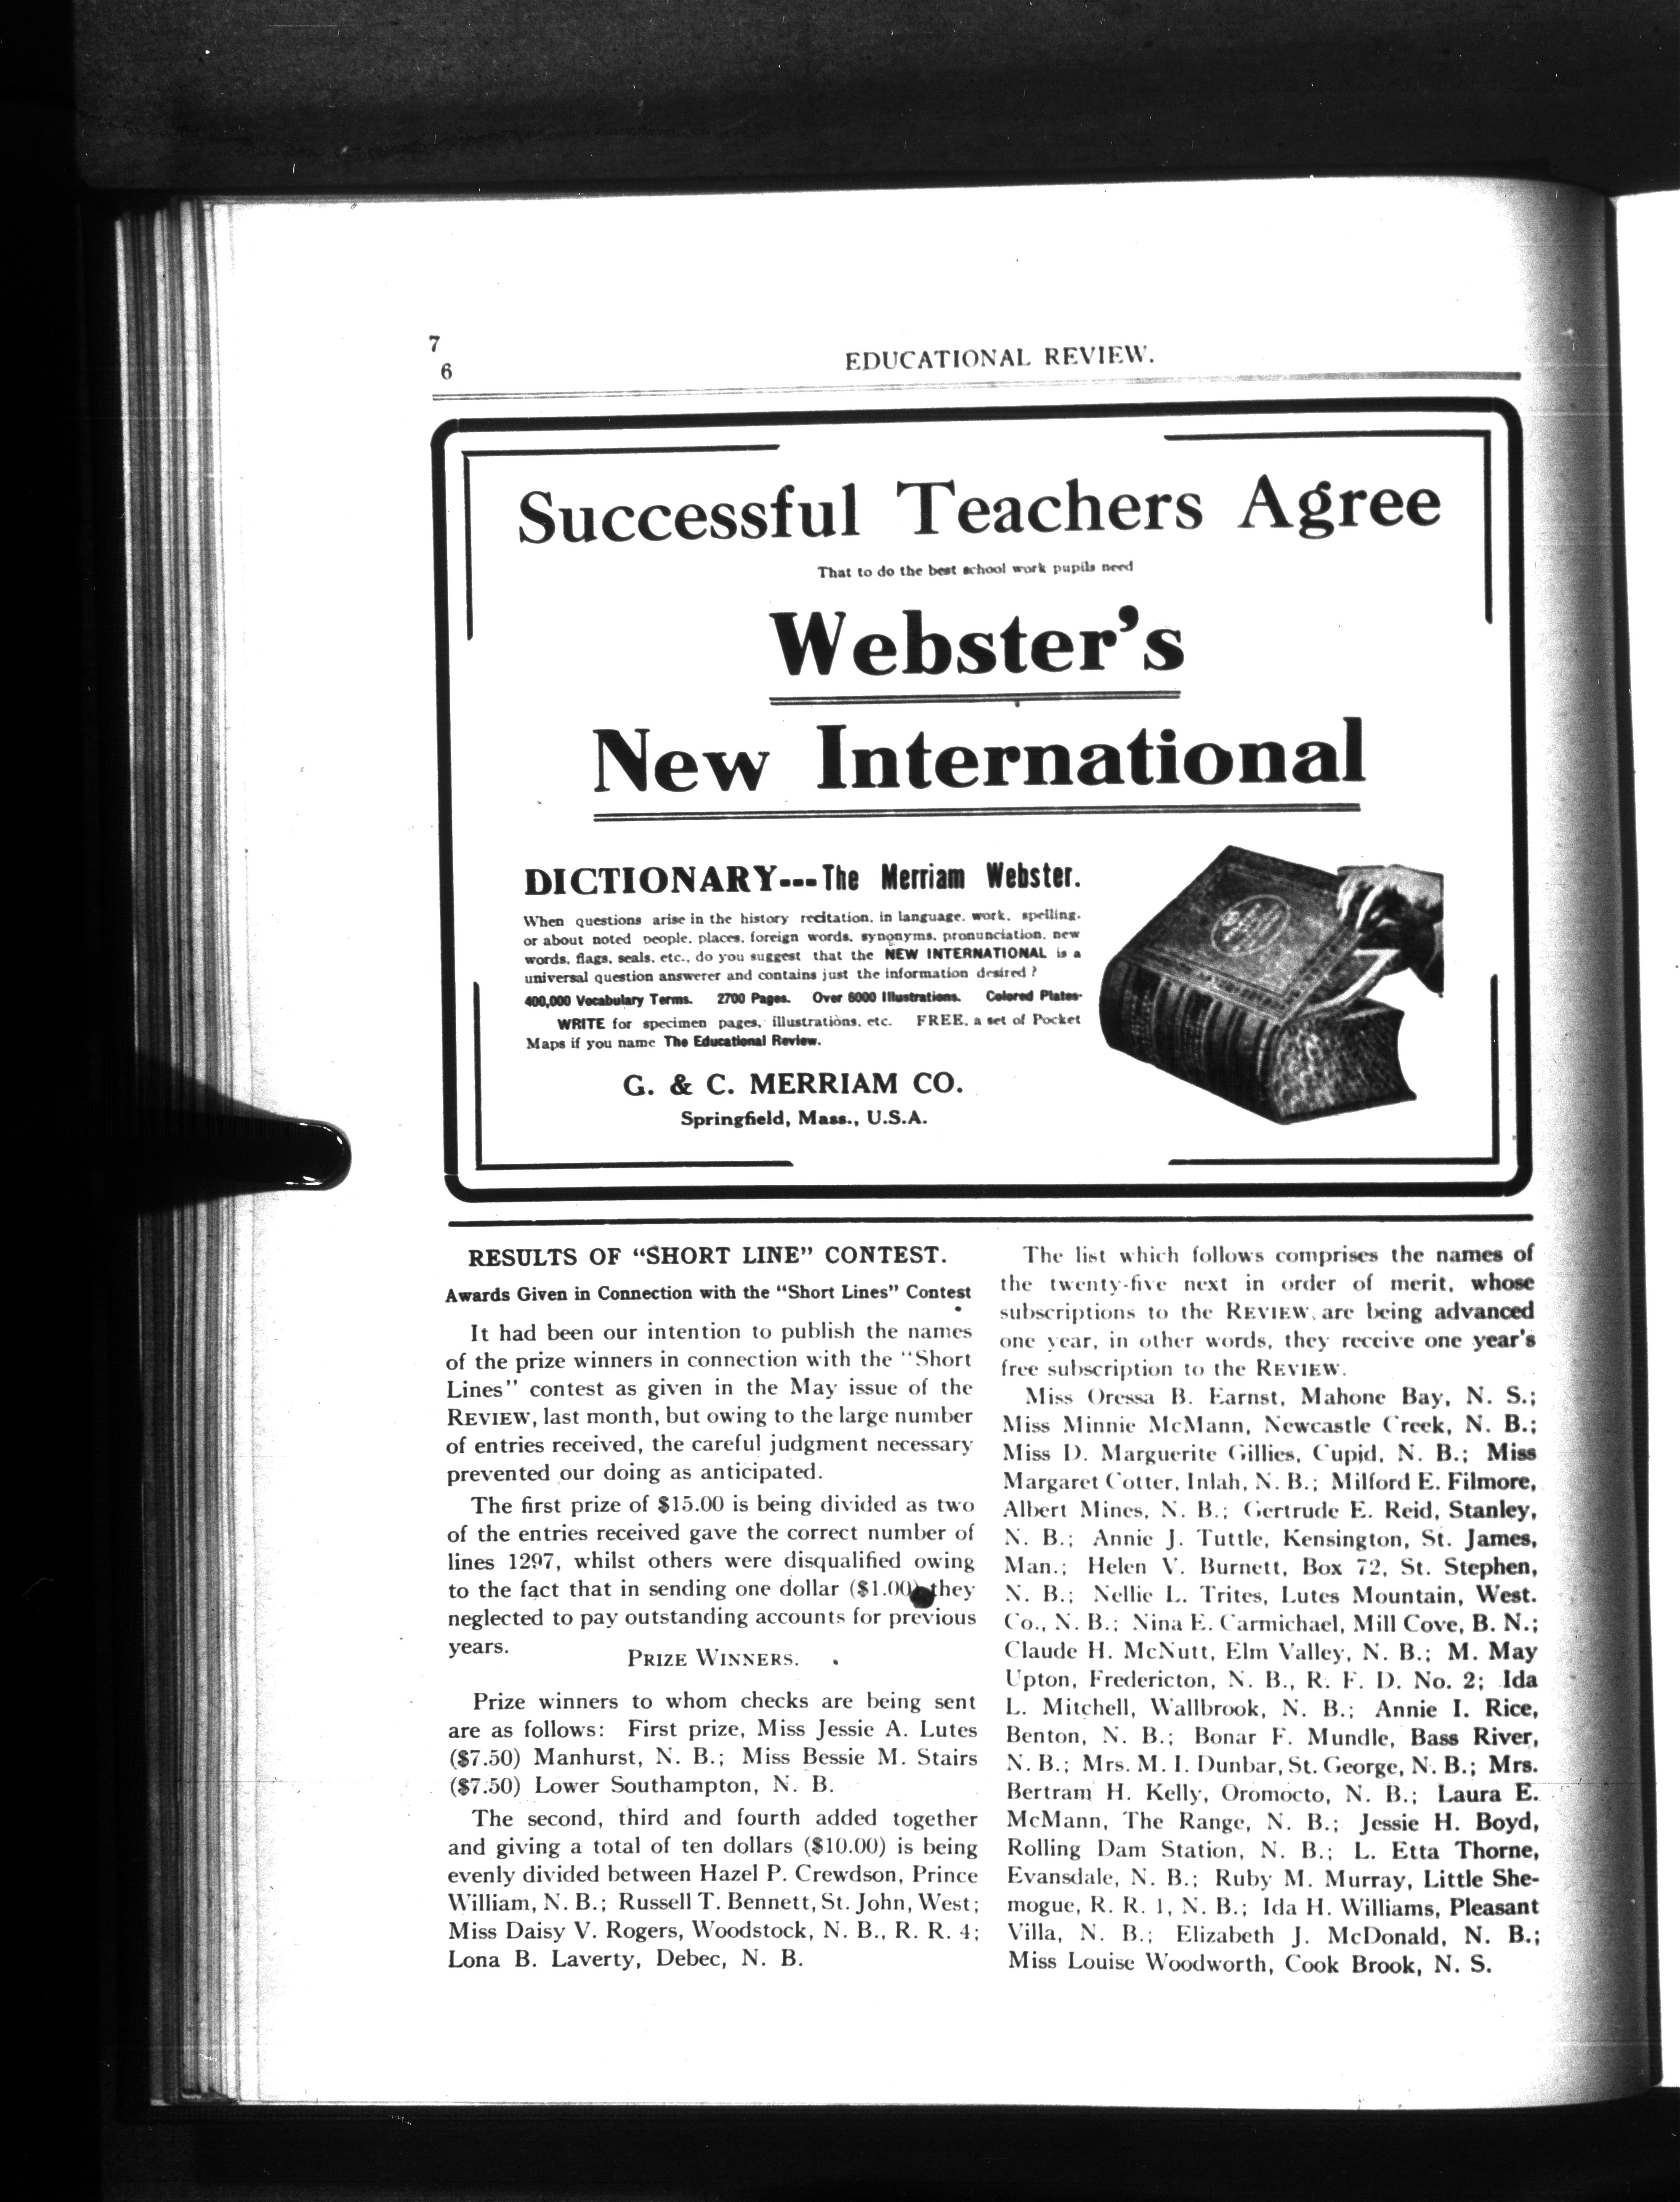 7
6
EDUCATIONAL REVIEW.
Successful Teachers Agree
That to do the best school work pupils need
Webster's
New International
DICTIONARY---The Merriam Webster.
When questions arise in the history recitation, in language, work, spelling,
or about noted people, places, foreign words, synonyms, pronunciation, new
words, flags, seals, etc., do you suggest that the NEW INTERNATIONAL is a
universal question answerer and contains just the information desired?
400,000 Vocabulary Terms. 2700 Pages. Over 6000 Illustrations. Colored Plates.
WRITE for specimen pages, illustrations, etc. FREE, a set of Pocket
Maps if you name The Educational Review.
G. & C. MERRIAM CO.
Springfield, Mass., U.S.A.
RESULTS OF "SHORT LINE" CONTEST.
Awards Given in Connection with the "Short Lines" Contest
It had been our intention to publish the names
of the prize winners in connection with the "Short
Lines" contest as given in the May issue of the
REVIEW, last month, but owing to the large number
of entries received, the careful judgment necessary
prevented our doing as anticipated.
The first prize of $15.00 is being divided as two
of the entries received gave the correct number of
lines 1297, whilst others were disqualified owing
to the fact that in sending one dollar ($1.00) they
neglected to pay outstanding accounts for previous
years.
PRIZE WINNERS.
Prize winners to whom checks are being sent
are as follows: First prize, Miss Jessie A. Lutes
($7.50) Manhurst, N. B.; Miss Bessie M. Stairs
($7.50) Lower Southampton, N. B.
The second, third and fourth added together
and giving a total of ten dollars ($10.00) is being
evenly divided between Hazel P. Crewdson, Prince
William, N. B.; Russell T. Bennett, St. John, West;
Miss Daisy V. Rogers, Woodstock, N. B., R. R. 4;
Lona B. Laverty, Debec, N. B.
The list which follows comprises the names of
the twenty-five next in order of merit, whose
subscriptions to the REVIEW are being advanced
one year, in other words, they receive one year's
free subscription to the REVIEW.
Miss Oressa B. Earnst, Mahone Bay, N. S.;
Miss Minnie McMann, Newcastle Creek, N. B.;
Miss D. Marguerite Gillies, Cupid, N. B.; Miss
Margaret Cotter, Inlah, N. B.; Milford E. Filmore,
Albert Mines, N. B.; Gertrude E. Reid, Stanley,
N. B.; Annie J. Tuttle, Kensington, St. James,
Man.; Helen V. Burnett, Box 72, St. Stephen,
N. B.; Nellie L. Trites, Lutes Mountain, West.
Co., N. B.; Nina E. Carmichael, Mill Cove, B. N.;
Claude H. McNutt, Elm Valley, N. B.; M. May
Upton, Fredericton, N. B., R. F. D. No. 2; Ida
L. Mitchell, Wallbrook, N. B.; Annie I. Rice,
Benton, N. B.; Bonar F. Mundle, Bass River,
N. B.; Mrs. M. I. Dunbar, St. George, N. B.; Mrs.
Bertram H. Kelly, Oromocto, N. B.; Laura E.
McMann, The Range, N. B.; Jessie H. Boyd,
Rolling Dam Station, N. B.; L. Etta Thorne,
Evansdale, N. B.; Ruby M. Murray, Little She-
mogue, R. R. 1, N. B.; Ida H. Williams, Pleasant
Villa, N. B.; Elizabeth J. McDonald, N. B.;
Miss Louise Woodworth, Cook Brook, N. S.